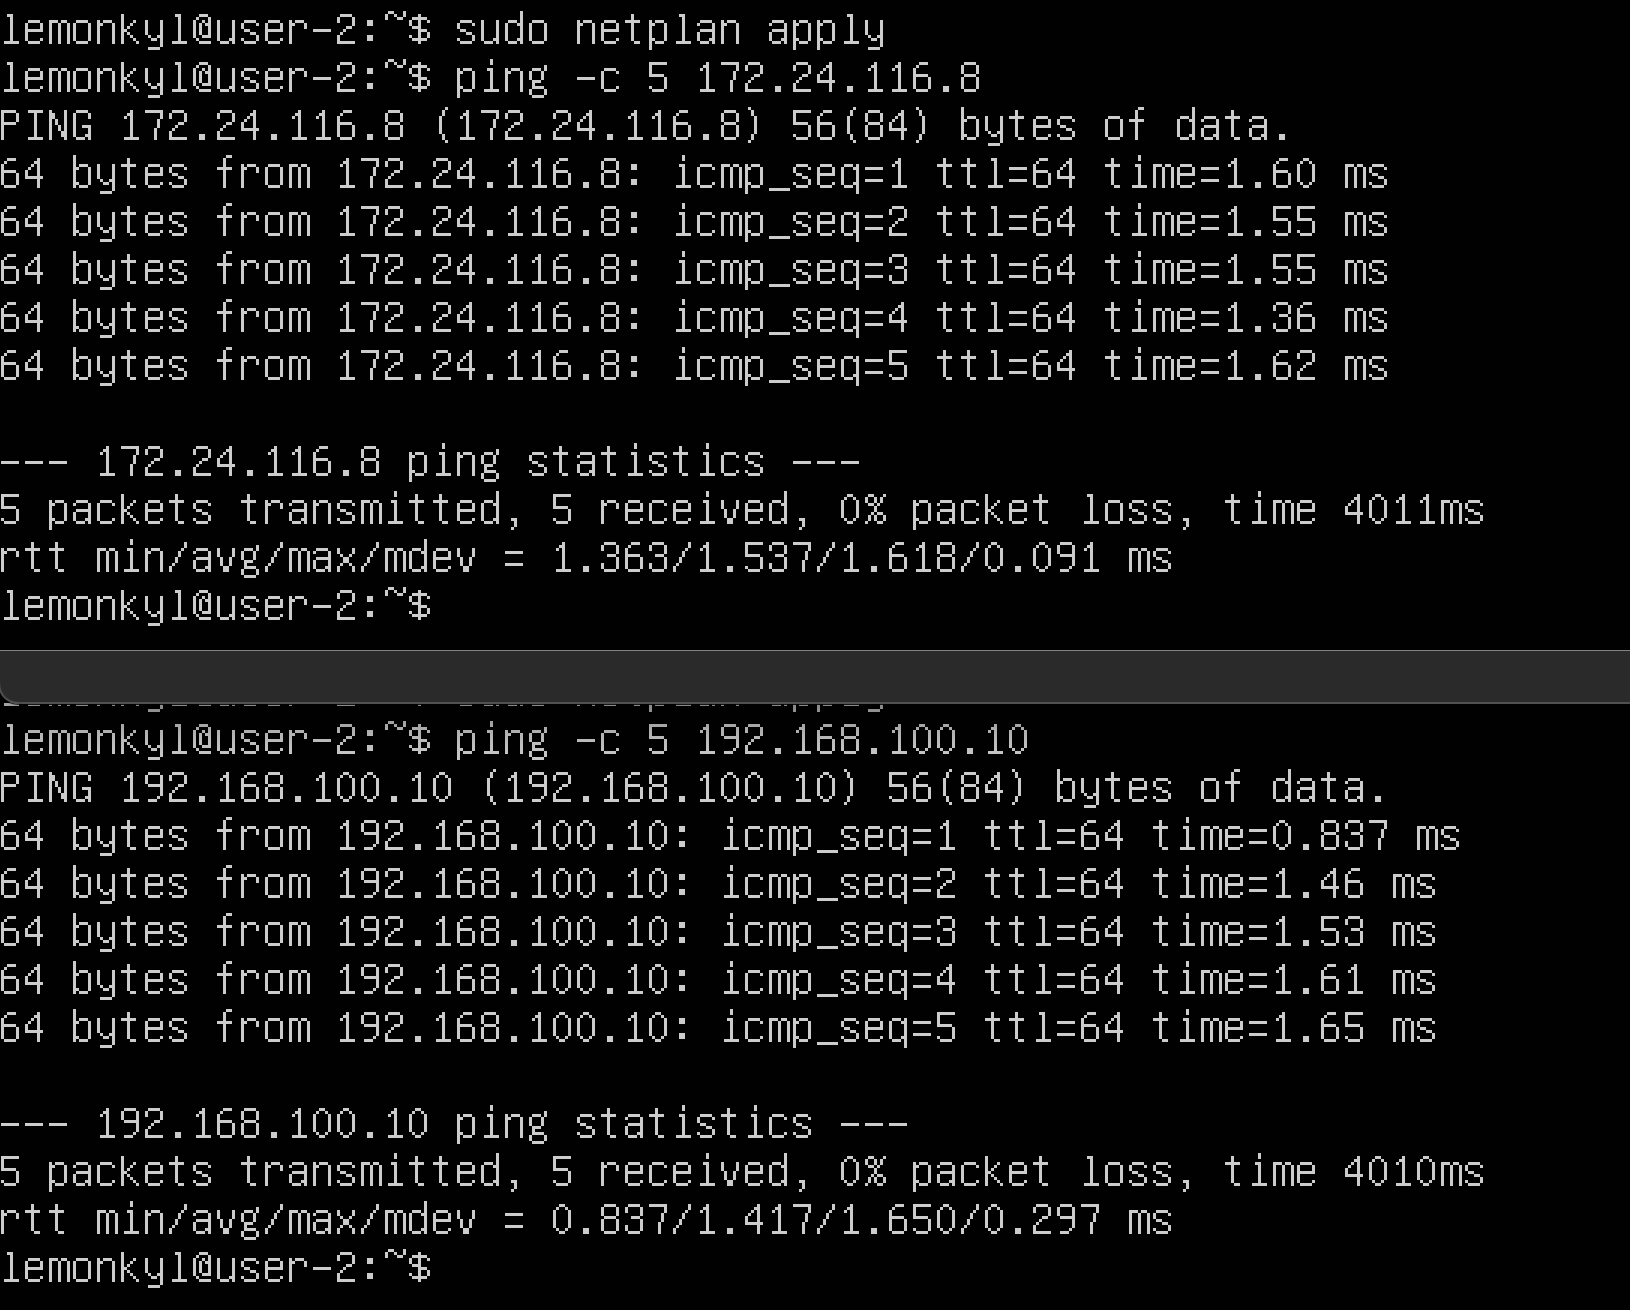 lemonkyl@user-2:~$ sudo netplan apply
lemonkyl@user-2:~$ ping -c 5 172.24.116.8
PING 172.24.116.8 (172.24.116.8) 56(84) bytes of data.
64 bytes from 172.24.116.8: icmp_seq=1 ttl=64 time=1.60 ms
64 bytes from 172.24.116.8: icmp_seq=2 ttl=64 time=1.55 ms
64 bytes from 172.24.116.8: icmp_seq=3 ttl=64 time=1.55 ms
64 bytes from 172.24.116.8: icmp_seq=4 ttl=64 time=1.36 ms
64 bytes from 172.24.116.8: icmp_seq=5 ttl=64 time=1.62 ms
--- 172.24.116.8 ping statistics ---
5 packets transmitted, 5 received, 0% packet loss, time 4011ms
rtt min/avg/max/mdev = 1.363/1.537/1.618/0.091 ms
lemonkyl@user-2:~$
lemonkyl@user-2:~$ ping -c 5 192.168.100.10
PING 192.168.100.10 (192.168.100.10) 56(84) bytes of data.
64 bytes from 192.168.100.10: icmp_seq=1 ttl=64 time=0.837 ms
64 bytes from 192.168.100.10: icmp_seq=2 ttl=64 time=1.46 ms
64 bytes from 192.168.100.10: icmp_seq=3 ttl=64 time=1.53 ms
64 bytes from 192.168.100.10: icmp_seq=4 ttl=64 time=1.61 ms
64 bytes from 192.168.100.10: icmp_seq=5 ttl=64 time=1.65 ms
--- 192.168.100.10 ping statistics ---
5 packets transmitted, 5 received, 0% packet loss, time 4010ms
rtt min/avg/max/mdev = 0.837/1.417/1.650/0.297 ms
lemonkyl@user-2:~$